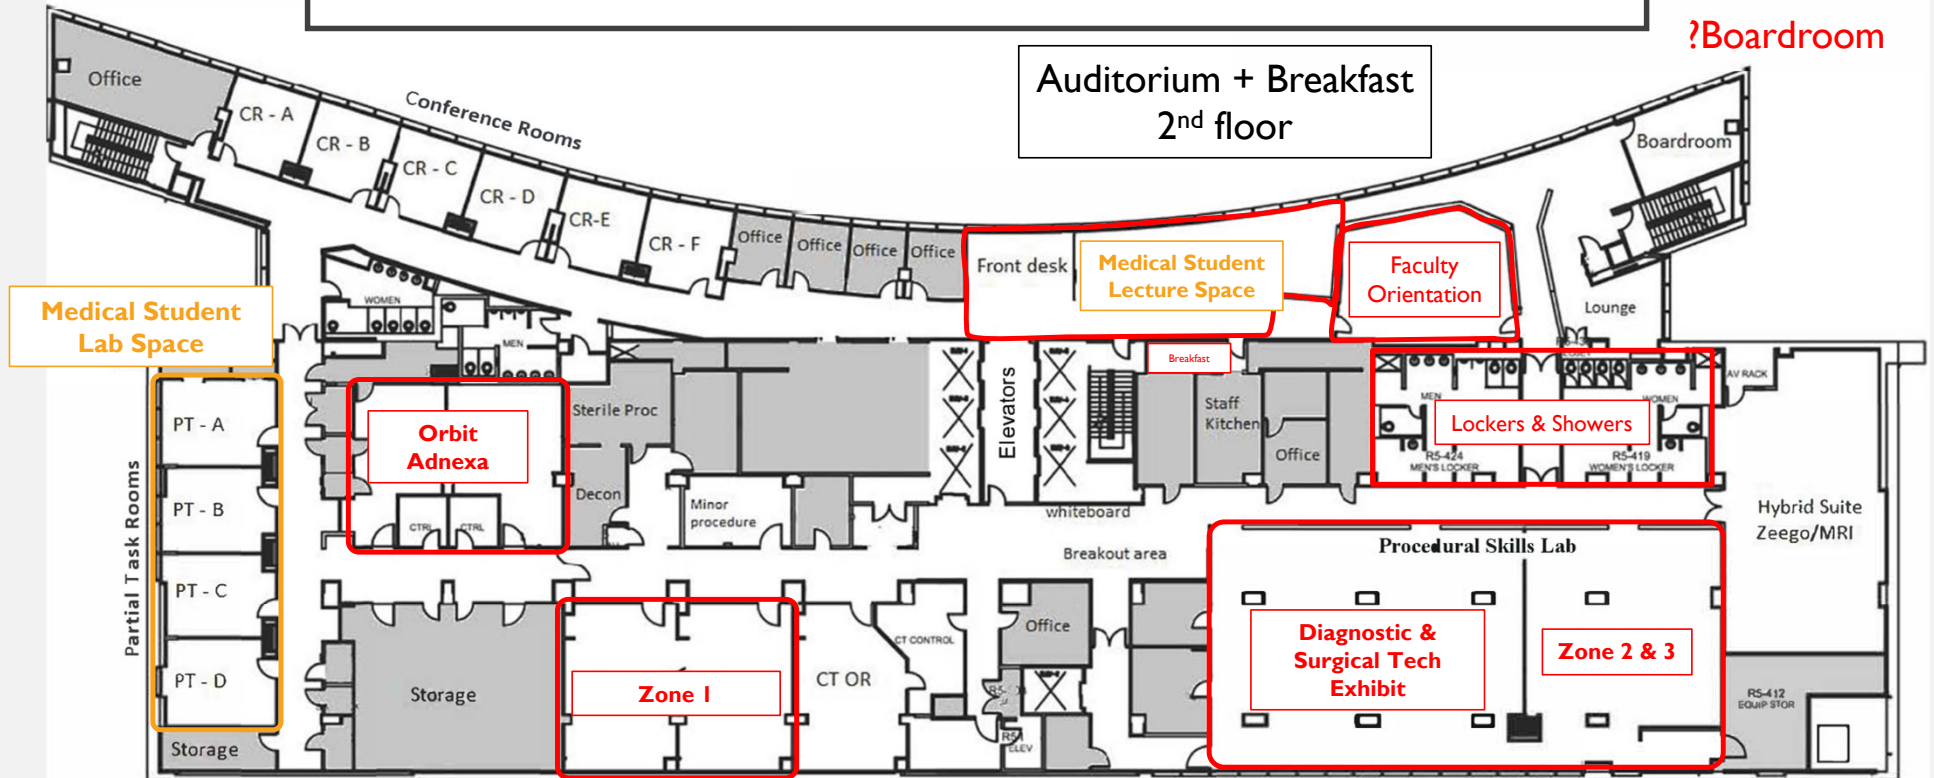 ?Boardroom
Auditorium + Breakfast
2nd floor
Office
CR - A
CR - B
CR - C
CR - D
CR-E
CR - F
Conference Rooms
Office
Office
Office
Office
Front desk
Medical Student
Lecture Space
Faculty
Orientation
Boardroom
Lounge
Medical Student
Lab Space
WOMEN
MEN
Breakfast
Elevators
Staff
Kitchen
Office
MEN
WOMEN
Lockers & Showers
R5-424
MEN'S LOCKER
R5-419
WOMEN'S LOCKER
AV RACK
Partial Task Rooms
PT - A
PT - B
PT - C
PT - D
Storage
Orbit
Adnexa
CTRL
CTRL
Sterile Proc
Decon
Minor
procedure
whiteboard
Breakout area
Hybrid Suite
Zeego/MRI
Procedural Skills Lab
Diagnostic &
Surgical Tech
Exhibit
Zone 2 & 3
Storage
Zone 1
CT OR
CT CONTROL
Office
ELEV
R5-412
EQUIP STOR